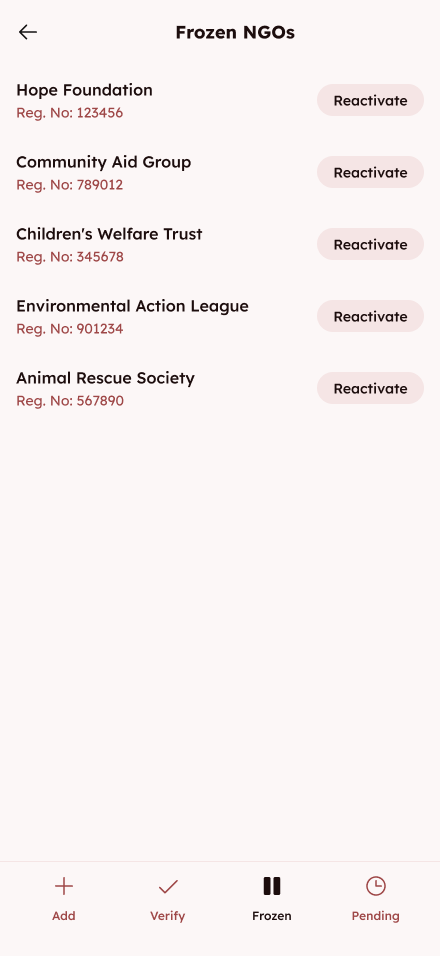 Frozen NGOs
Hope Foundation
Reg. No: 123456
Reactivate
Community Aid Group
Reg. No: 789012
Reactivate
Children's Welfare Trust
Reg. No: 345678
Reactivate
Environmental Action League
Reg. No: 901234
Reactivate
Animal Rescue Society
Reg. No: 567890
Reactivate
Add
Verify
Frozen
Pending